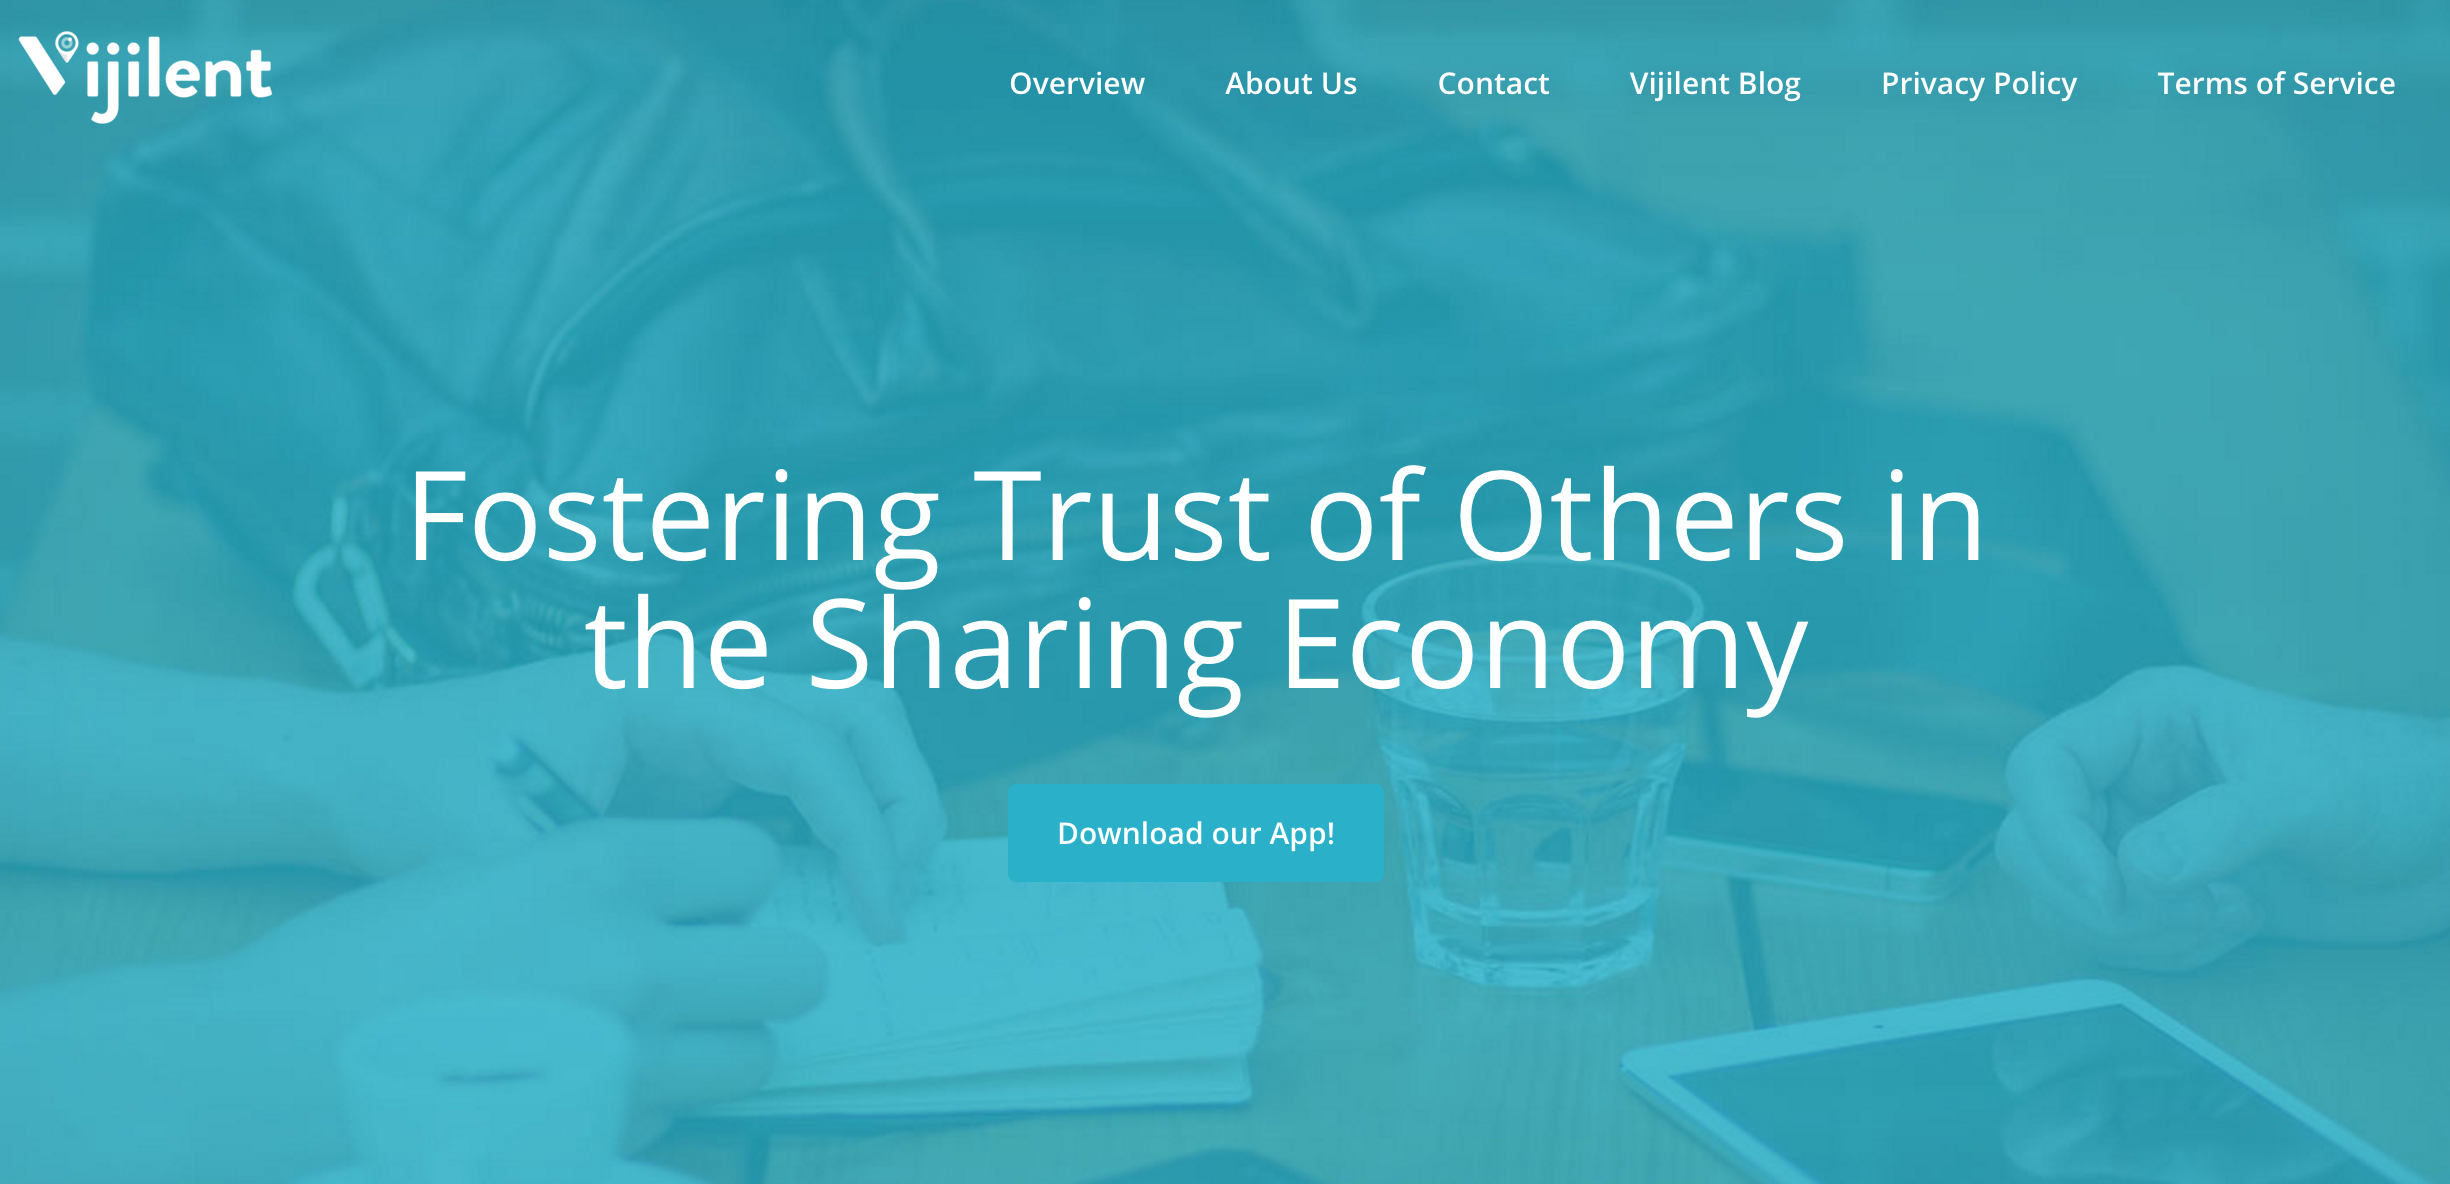 Vijilent
Overview About Us Contact Vijilent Blog Privacy Policy Terms of Service
Fostering Trust of Others in
the Sharing Economy
Download our App!